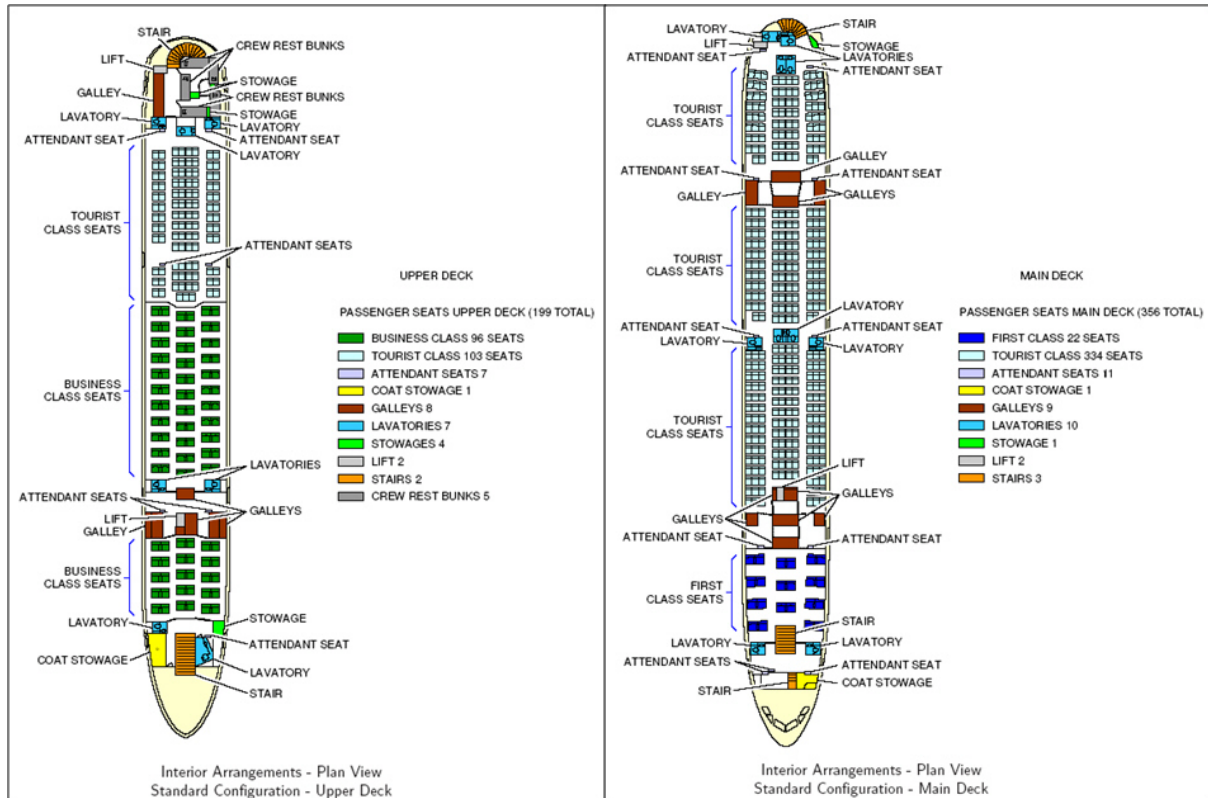 STAIR
CREW REST BUNKS
LIFT
STOWAGE
GALLEY
CREW REST BUNKS
STOWAGE
LAVATORY
LAVATORY
ATTENDANT SEAT
ATTENDANT SEAT
LAVATORY
TOURIST
CLASS SEATS
ATTENDANT SEATS
UPPER DECK
PASSENGER SEATS UPPER DECK (199 TOTAL)
BUSINESS CLASS 96 SEATS
TOURIST CLASS 103 SEATS
ATTENDANT SEATS 7
COAT STOWAGE 1
GALLEYS 8
LAVATORIES 7
STOWAGES 4
LIFT 2
STAIRS 2
CREW REST BUNKS 5
BUSINESS
CLASS SEATS
LAVATORIES
ATTENDANT SEATS
GALLEYS
LIFT
GALLEY
BUSINESS
CLASS SEATS
LAVATORY
STOWAGE
ATTENDANT SEAT
COAT STOWAGE
LAVATORY
STAIR
Interior Arrangements - Plan View
Standard Configuration - Upper Deck
STAIR
LAVATORY
LIFT
STOWAGE
ATTENDANT SEAT
LAVATORIES
ATTENDANT SEAT
TOURIST
CLASS SEATS
GALLEY
ATTENDANT SEAT
ATTENDANT SEAT
GALLEY
GALLEYS
TOURIST
CLASS SEATS
MAIN DECK
LAVATORY
PASSENGER SEATS MAIN DECK (356 TOTAL)
FIRST CLASS 22 SEATS
TOURIST CLASS 334 SEATS
ATTENDANT SEATS 11
COAT STOWAGE 1
GALLEYS 9
LAVATORIES 10
STOWAGE 1
LIFT 2
STAIRS 3
ATTENDANT SEAT
ATTENDANT SEAT
LAVATORY
LAVATORY
TOURIST
CLASS SEATS
LIFT
GALLEYS
GALLEYS
ATTENDANT SEAT
ATTENDANT SEAT
FIRST
CLASS SEATS
STAIR
LAVATORY
LAVATORY
ATTENDANT SEATS
ATTENDANT SEAT
STAIR
COAT STOWAGE
Interior Arrangements - Plan View
Standard Configuration - Main Deck